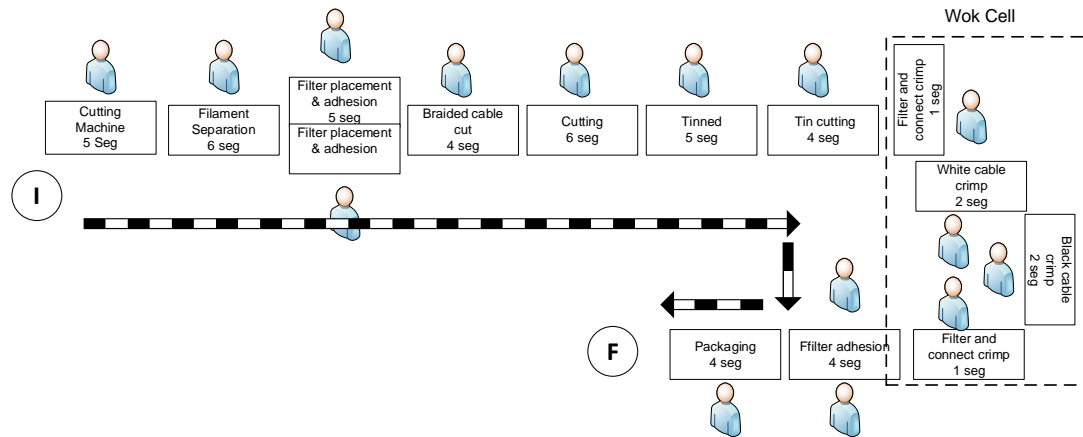 Wok Cell
Cutting
Machine
5 Seg
Filament
Separation
6 seg
Filter placement
& adhesion
5 seg
Filter placement
& adhesion
Braided cable
cut
4 seg
Cutting
6 seg
Tinned
5 seg
Tin cutting
4 seg
Filter and
connect crimp
1 seg
White cable
crimp
2 seg
Black cable
crimp
2 seg
Filter and
connect crimp
1 seg
Ffilter adhesion
4 seg
Packaging
4 seg
I
F